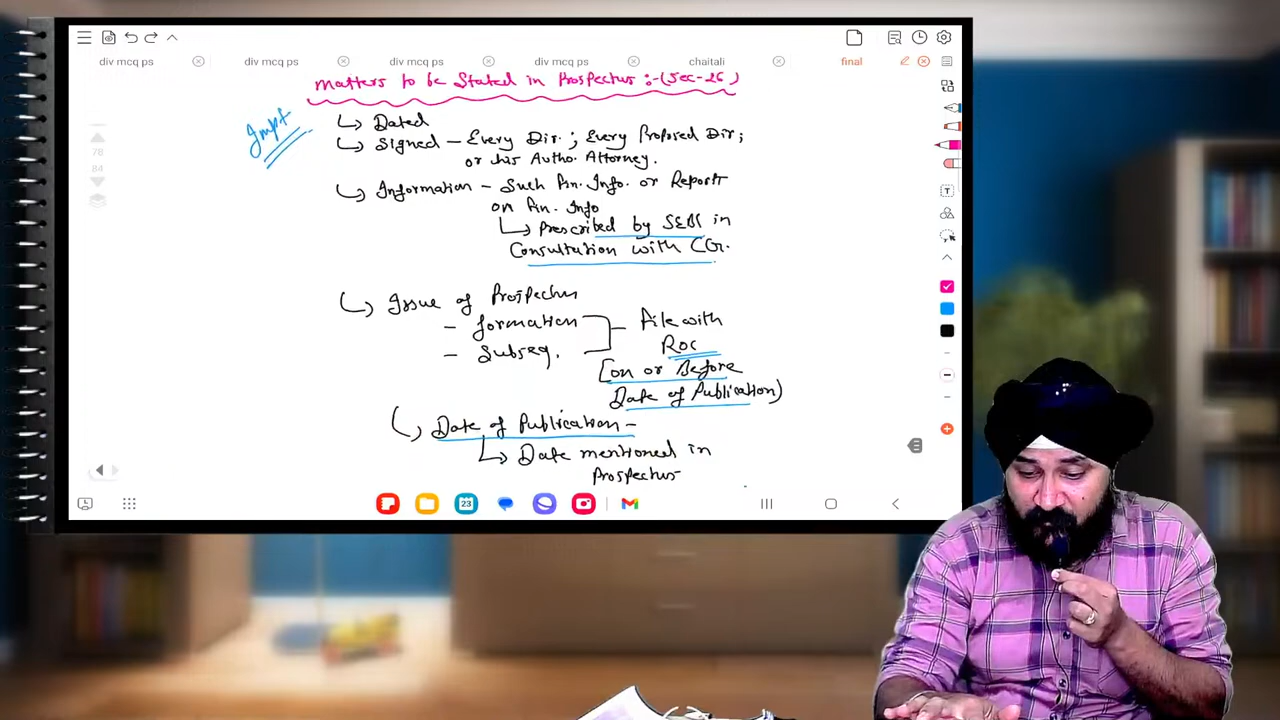 div mcq ps div mcq ps div mcq ps div mcq ps chaitali final
Matters to be Stated in Prospectus :-(Sec-26)
Impt
Dated
Signed – Every Dir. ; Every Proposed Dir;
or his Autho. Attorney.
Information – Such Fin. Info. or Report
on Fin. Info
Prescribed by SEBI in
Consultation with CG.
78
84
Issue of Prospectus
- formation
- Subseq.
File with
ROC
[on or Before
Date of Publication)
Date of Publication –
Date mentioned in
Prospectus
23